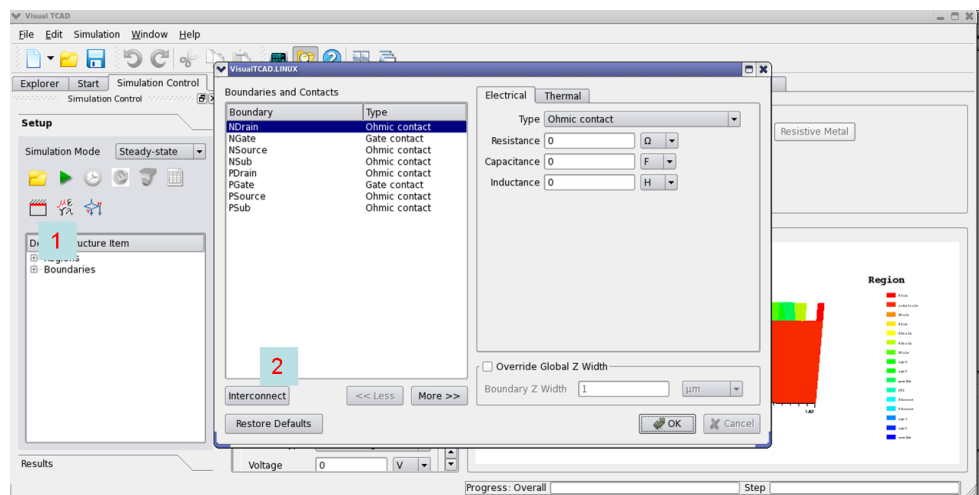 Visual TCAD
File Edit Simulation Window Help
Explorer Start Simulation Control
Simulation Control
Setup
Simulation Mode Steady-state
1
Item
Boundaries
Results
VisualTCAD.LINUX
Boundaries and Contacts
Boundary Type
NDrain Ohmic contact
NGate Gate contact
NSource Ohmic contact
NSub Ohmic contact
PDrain Ohmic contact
PGate Gate contact
PSource Ohmic contact
PSub Ohmic contact
2
Interconnect << Less More >>
Restore Defaults
Electrical Thermal
Type Ohmic contact
Resistance 0 Ω
Capacitance 0 F
Inductance 0 H
Override Global Z Width
Boundary Z Width 1 μm
OK Cancel
Resistive Metal
Region
Voltage 0 V
Progress: Overall Step